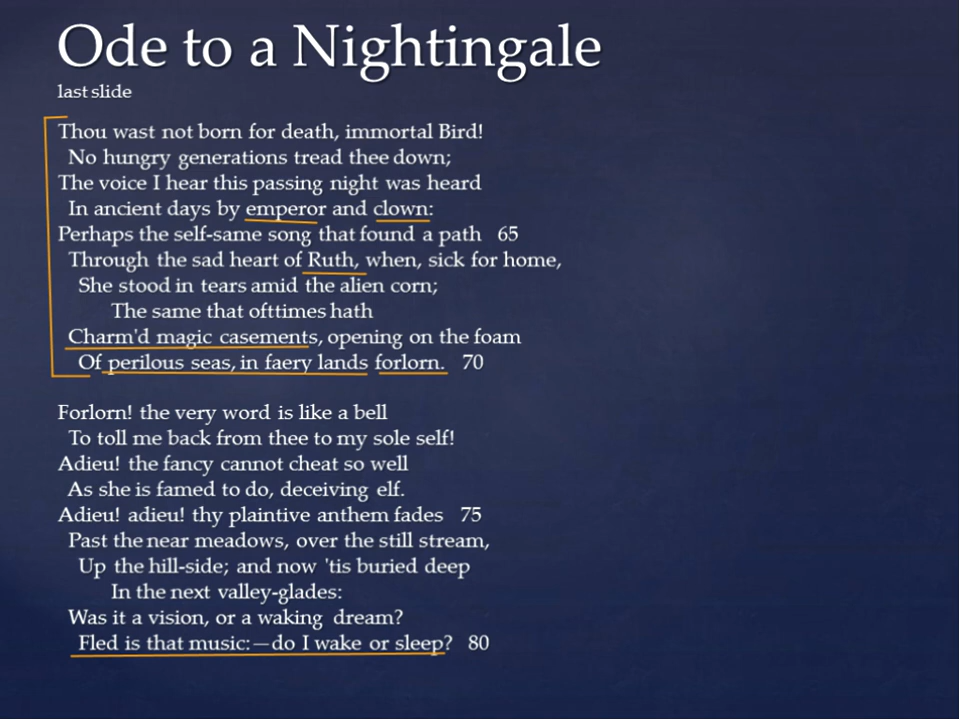 Ode to a Nightingale
last slide
Thou wast not born for death, immortal Bird!
No hungry generations tread thee down;
The voice I hear this passing night was heard
In ancient days by emperor and clown:
Perhaps the self-same song that found a path 65
Through the sad heart of Ruth, when, sick for home,
She stood in tears amid the alien corn;
The same that ofttimes hath
Charm'd magic casements, opening on the foam
Of perilous seas, in faery lands forlorn. 70
Forlorn! the very word is like a bell
To toll me back from thee to my sole self!
Adieu! the fancy cannot cheat so well
As she is famed to do, deceiving elf.
Adieu! adieu! thy plaintive anthem fades 75
Past the near meadows, over the still stream,
Up the hill-side; and now 'tis buried deep
In the next valley-glades:
Was it a vision, or a waking dream?
Fled is that music:—do I wake or sleep? 80